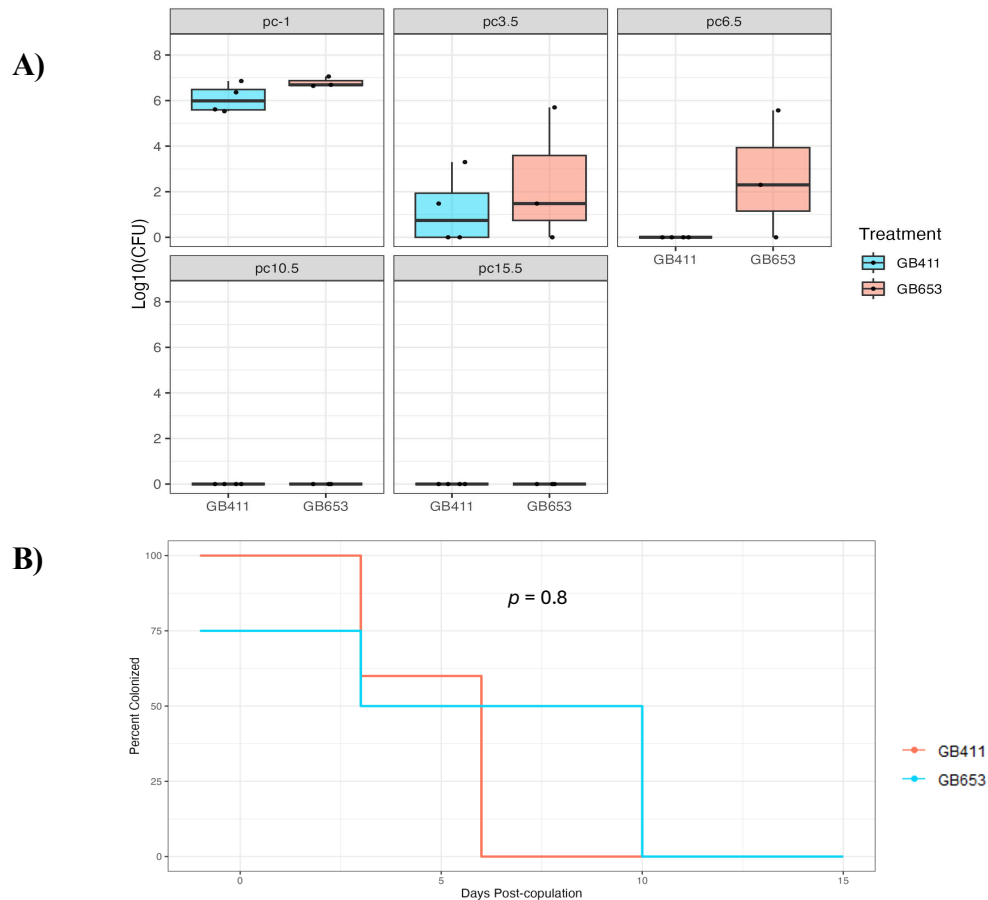 A)
pc-1
pc3.5
pc6.5
Log10(CFU)
8
6
4
2
0
GB411
GB653
Treatment
GB411
GB653
pc10.5
pc15.5
8
6
4
2
0
GB411
GB653
GB411
GB653
B)
Percent Colonized
100
75
50
25
0
p = 0.8
GB411
GB653
0
5
10
15
Days Post-copulation